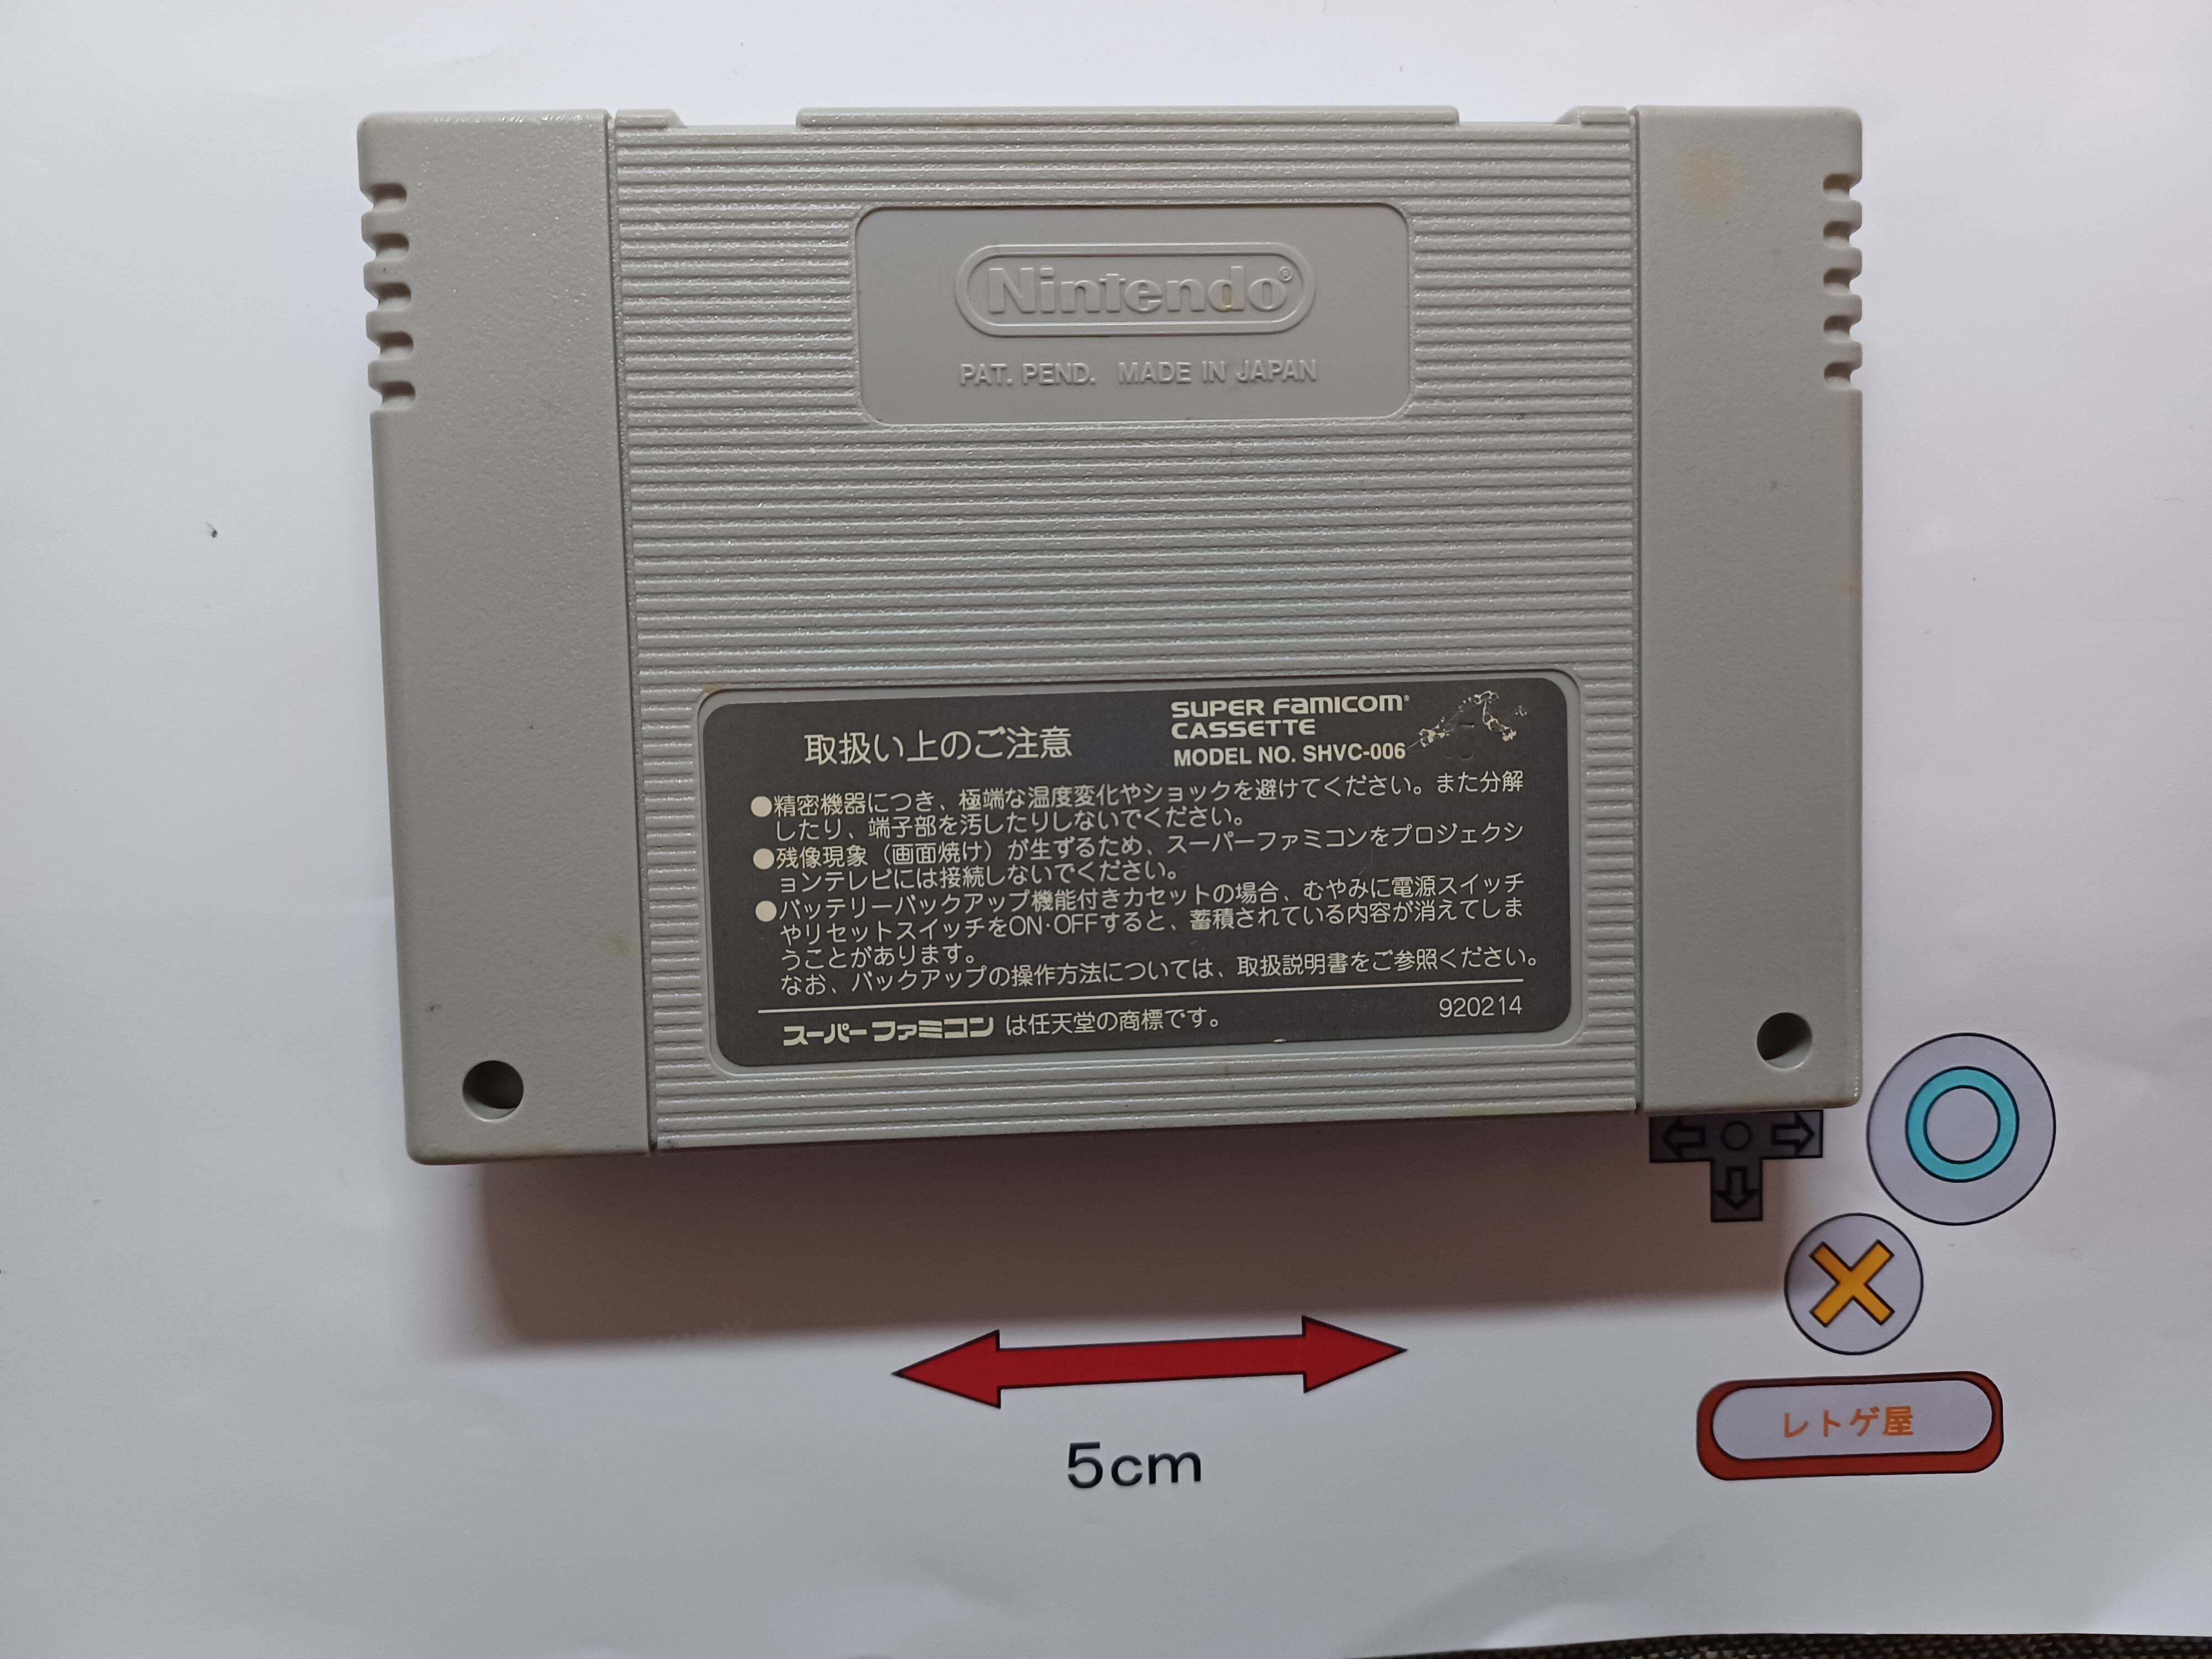 Nintendo®
PAT. PEND. MADE IN JAPAN
取扱い上のご注意
SUPER FAMICOM®
CASSETTE
MODEL NO. SHVC-006
●精密機器につき、極端な温度変化やショックを避けてください。また分解
したり、端子部を汚したりしないでください。
●残像現象（画面焼け）が生ずるため、スーパーファミコンをプロジェクシ
ョンテレビには接続しないでください。
●バッテリーバックアップ機能付きカセットの場合、むやみに電源スイッチ
やリセットスイッチをON·OFFすると、蓄積されている内容が消えてしま
うことがあります。
なお、バックアップの操作方法については、取扱説明書をご参照ください。
スーパーファミコン は任天堂の商標です。
920214
5cm
レトゲ屋